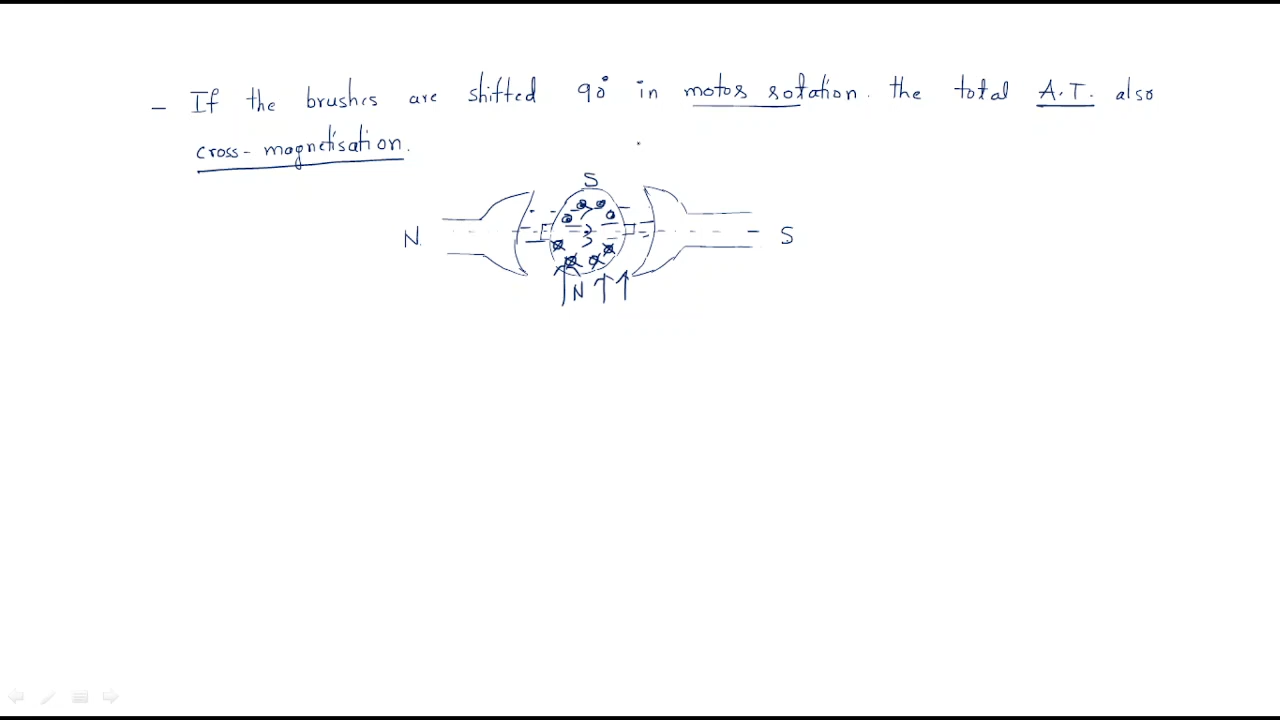 - If the brushes are shifted 90° in motor rotation. the total A.T. also
cross-magnetisation.
S
N. S
N